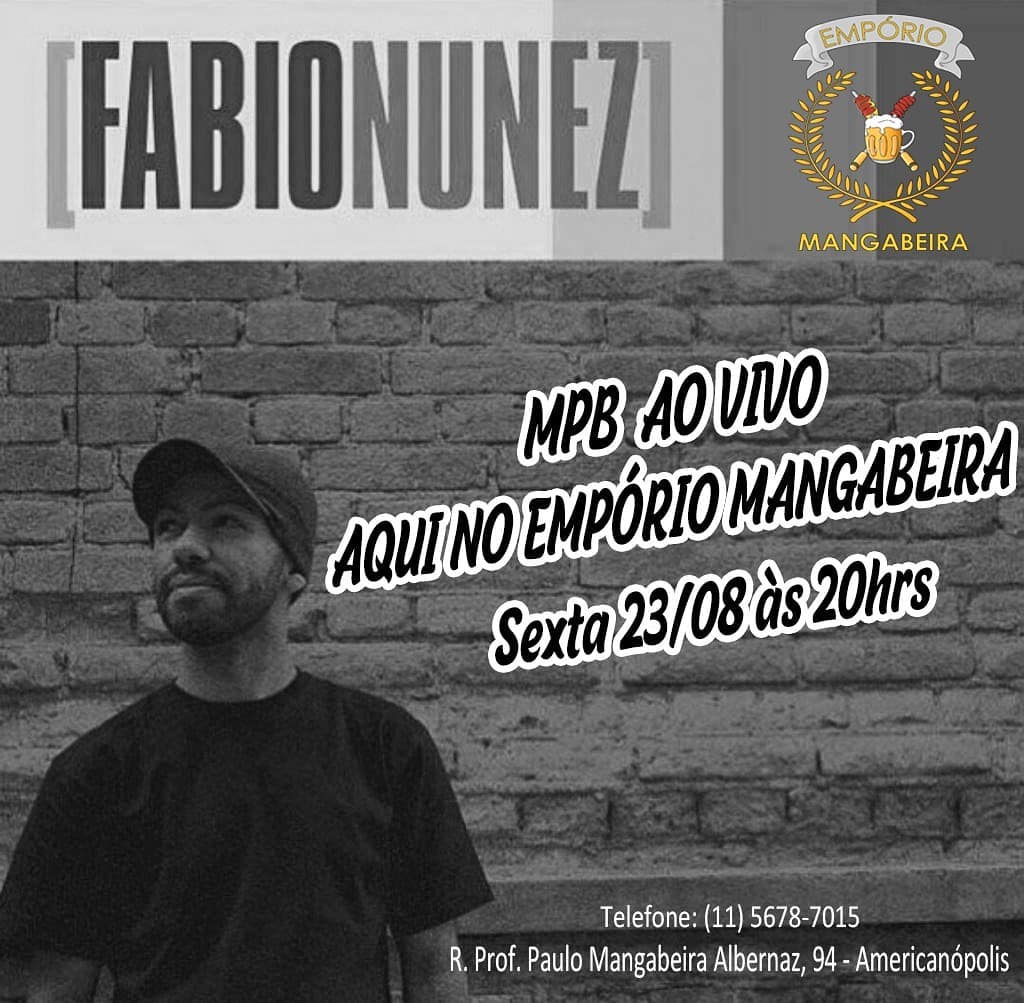 [FABIONUNEZ]
EMPÓRIO
MANGABEIRA
MPB AO VIVO
AQUI NO EMPÓRIO MANGABEIRA
Sexta 23/08 às 20hrs
Telefone: (11) 5678-7015
R. Prof. Paulo Mangabeira Albernaz, 94 - Americanópolis